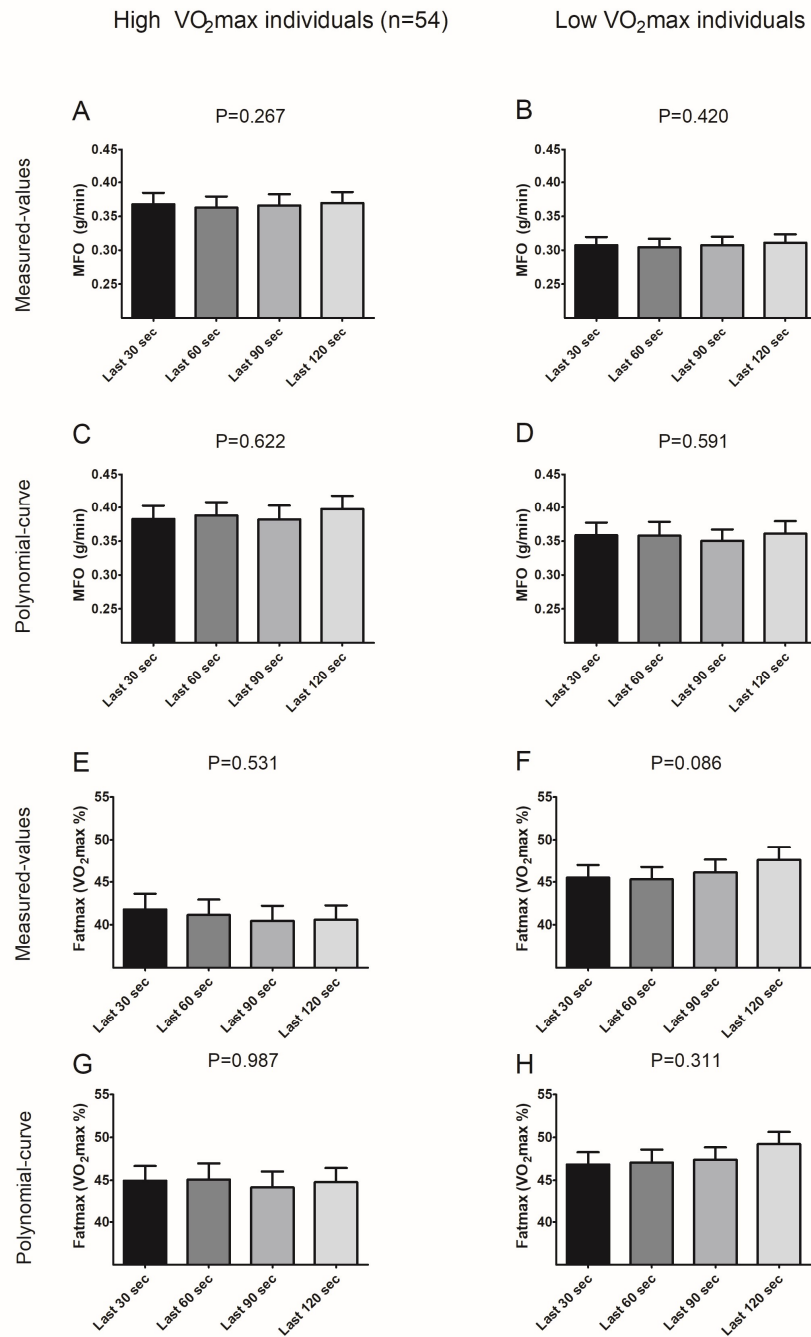 High VO2max individuals (n=54)
Low VO2max individuals
Measured-values
A
P=0.267
MFO (g/min)
0.45
0.40
0.35
0.30
0.25
Last 30 sec
Last 60 sec
Last 90 sec
Last 120 sec
B
P=0.420
MFO (g/min)
0.45
0.40
0.35
0.30
0.25
Last 30 sec
Last 60 sec
Last 90 sec
Last 120 sec
Polynomial-curve
C
P=0.622
MFO (g/min)
0.45
0.40
0.35
0.30
0.25
Last 30 sec
Last 60 sec
Last 90 sec
Last 120 sec
D
P=0.591
MFO (g/min)
0.45
0.40
0.35
0.30
0.25
Last 30 sec
Last 60 sec
Last 90 sec
Last 120 sec
Measured-values
E
P=0.531
Fatmax (VO2max %)
55
50
45
40
Last 30 sec
Last 60 sec
Last 90 sec
Last 120 sec
F
P=0.086
Fatmax (VO2max %)
55
50
45
40
Last 30 sec
Last 60 sec
Last 90 sec
Last 120 sec
Polynomial-curve
G
P=0.987
Fatmax (VO2max %)
55
50
45
40
Last 30 sec
Last 60 sec
Last 90 sec
Last 120 sec
H
P=0.311
Fatmax (VO2max %)
55
50
45
40
Last 30 sec
Last 60 sec
Last 90 sec
Last 120 sec